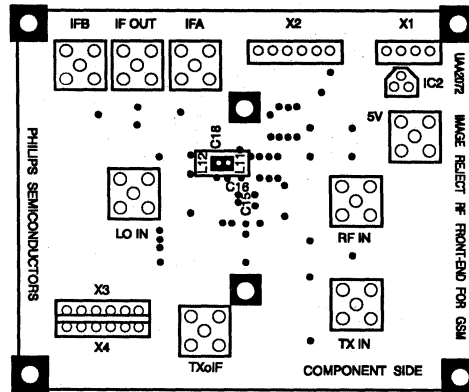 IFB IF OUT IFA X2 X1
IC2
5V
C18
L12 L11
C16
C15
LO IN
RF IN
X3
X4
TXoIF
TX IN
COMPONENT SIDE
PHILIPS SEMICONDUCTORS
UAA2072 IMAGE REJECT RF FRONT-END FOR GSM